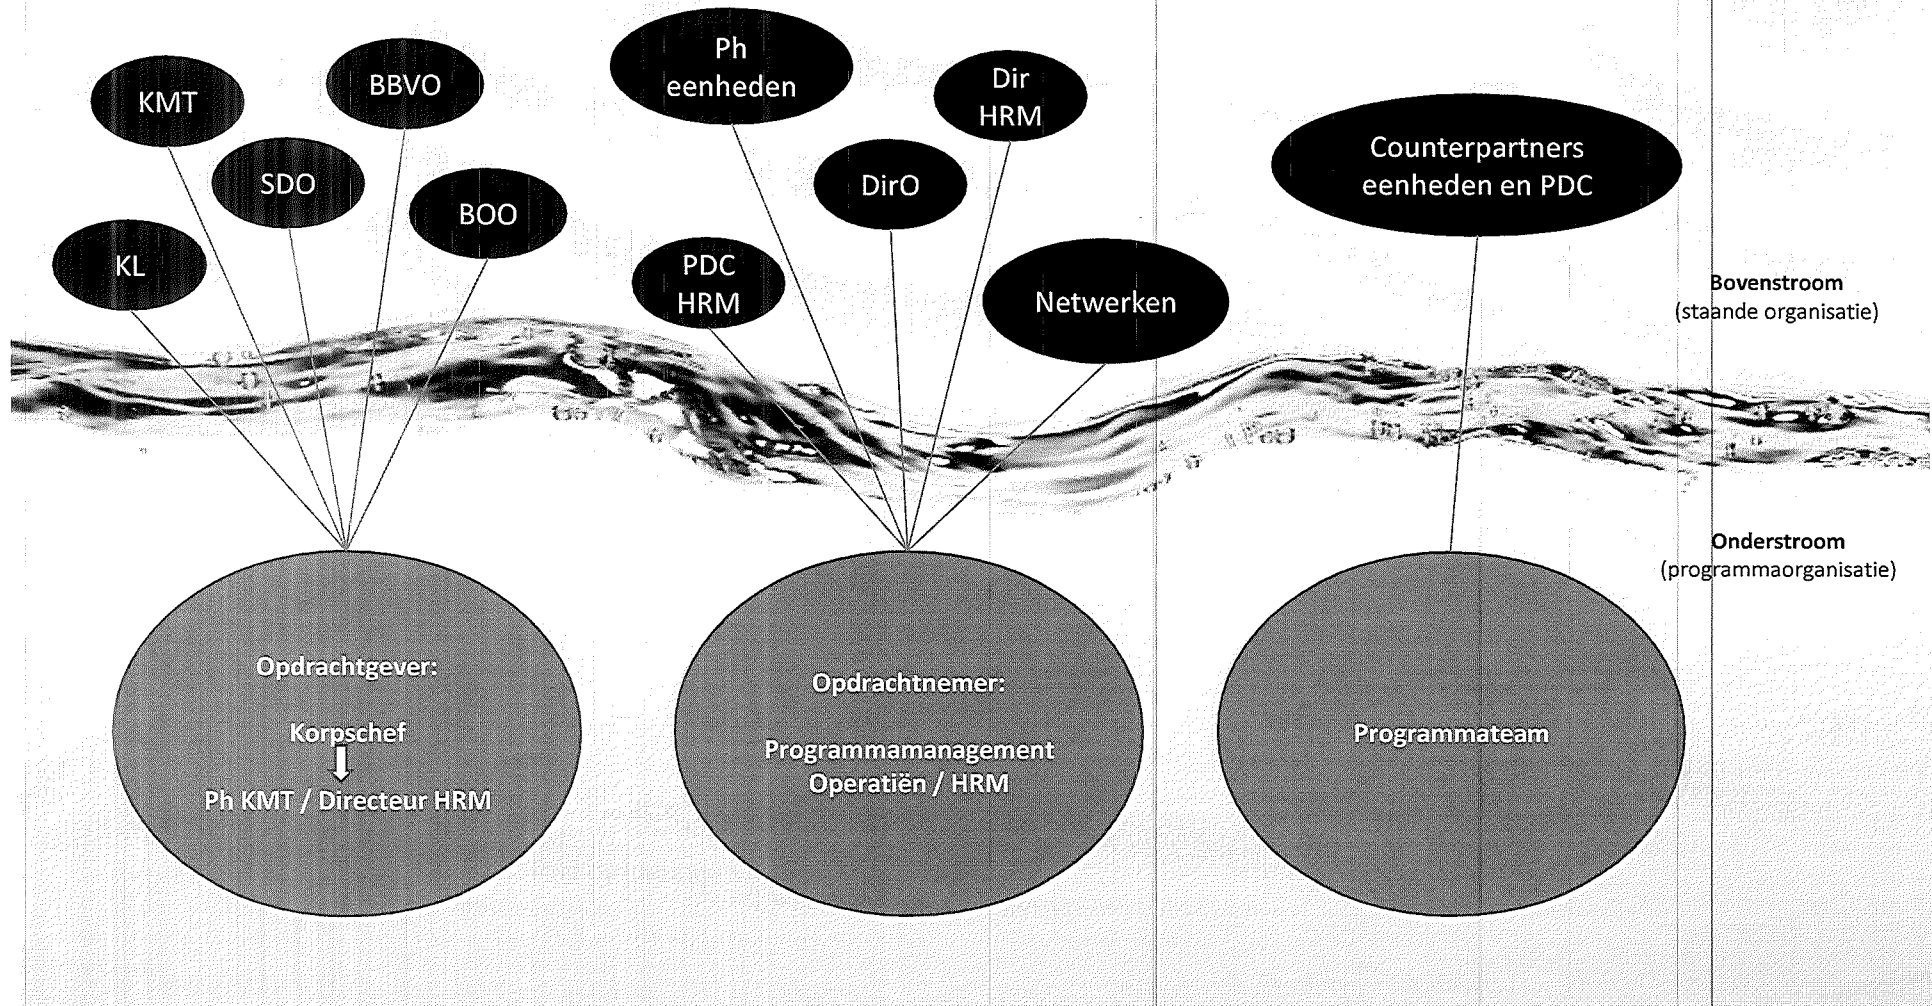 KMT
BBVO
SDO
BOO
KL
Ph
eenheden
Dir
HRM
DirO
PDC
HRM
Netwerken
Counterpartners
eenheden en PDC
Bovenstroom
(staande organisatie)
Onderstroom
(programmaorganisatie)
Opdrachtgever:
Korpschef
Ph KMT / Directeur HRM
Opdrachtnemer:
Programmamanagement
Operatiën / HRM
Programmateam